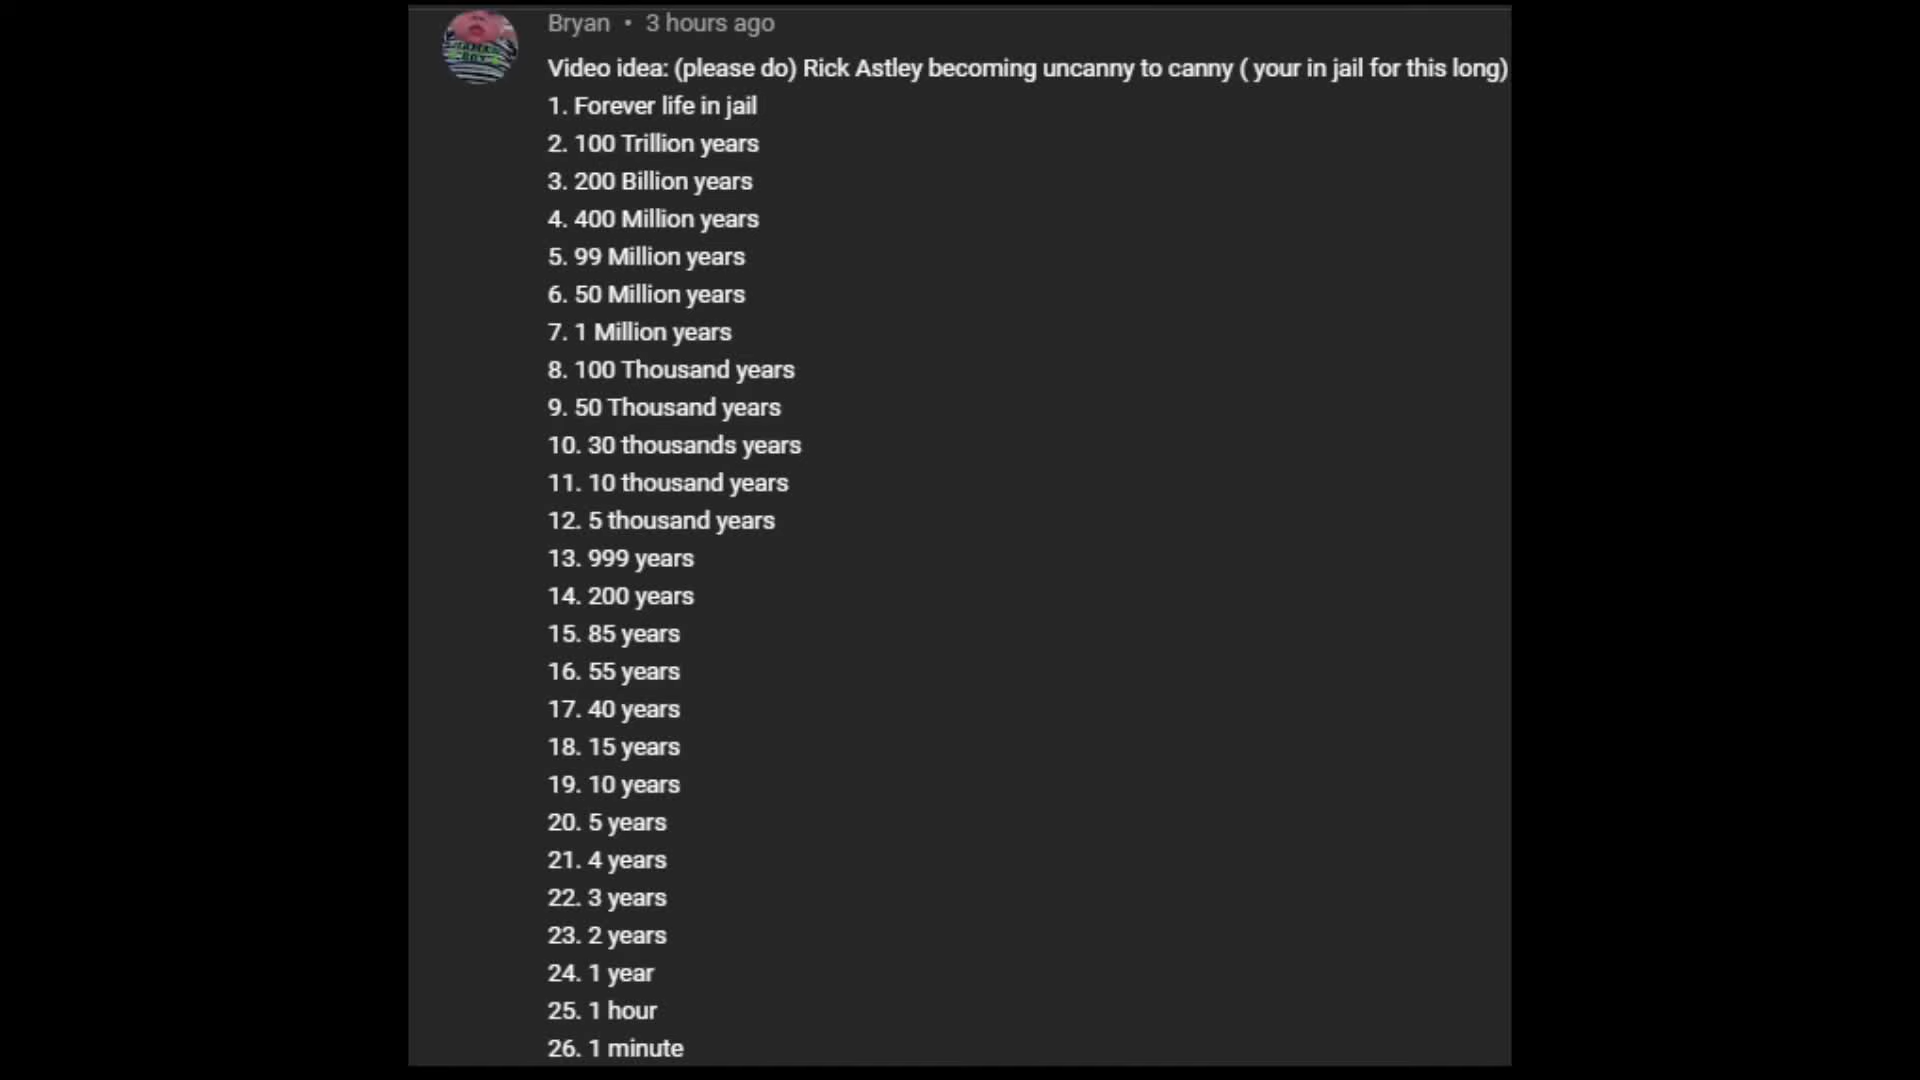 Bryan • 3 hours ago
Video idea: (please do) Rick Astley becoming uncanny to canny ( your in jail for this long)
1. Forever life in jail
2. 100 Trillion years
3. 200 Billion years
4. 400 Million years
5. 99 Million years
6. 50 Million years
7. 1 Million years
8. 100 Thousand years
9. 50 Thousand years
10. 30 thousands years
11. 10 thousand years
12. 5 thousand years
13. 999 years
14. 200 years
15. 85 years
16. 55 years
17. 40 years
18. 15 years
19. 10 years
20. 5 years
21. 4 years
22. 3 years
23. 2 years
24. 1 year
25. 1 hour
26. 1 minute